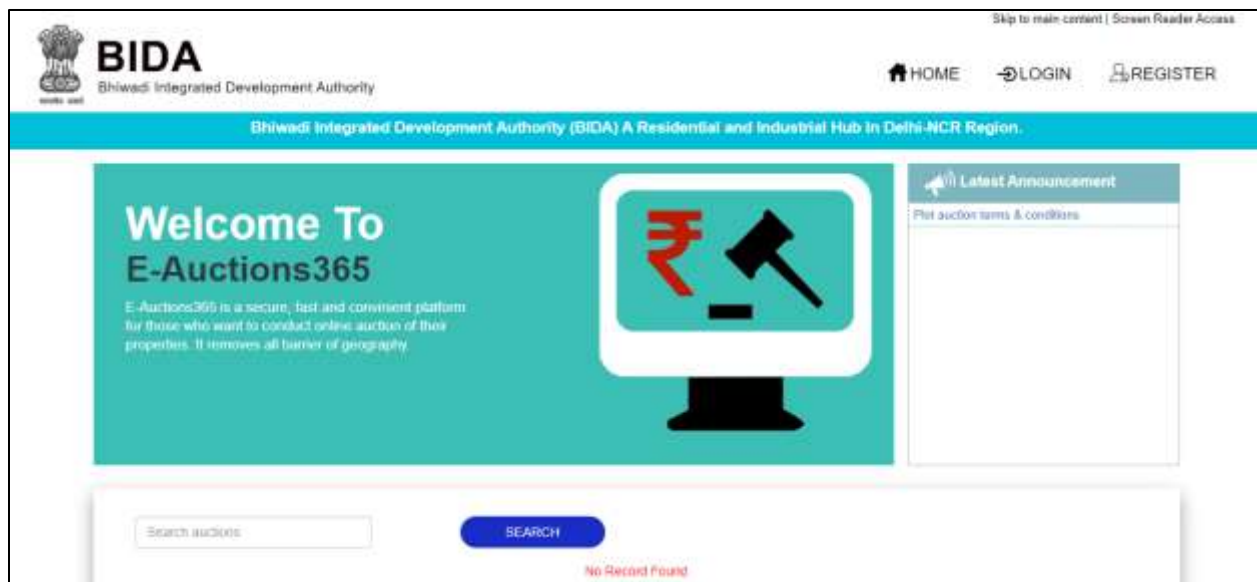 Skip to main content | Screen Reader Access
BIDA
Bhiwadi Integrated Development Authority
HOME
LOGIN
REGISTER
Bhiwadi Integrated Development Authority (BIDA) A Residential and Industrial Hub In Delhi-NCR Region.
Welcome To
E-Auctions365
E-Auctions365 is a secure, fast and convinient platform
for those who want to conduct online auction of their
properties. It removes all barrier of geography.
₹
Latest Announcement
Plot auction terms & conditions
Search auctions
SEARCH
No Record Found